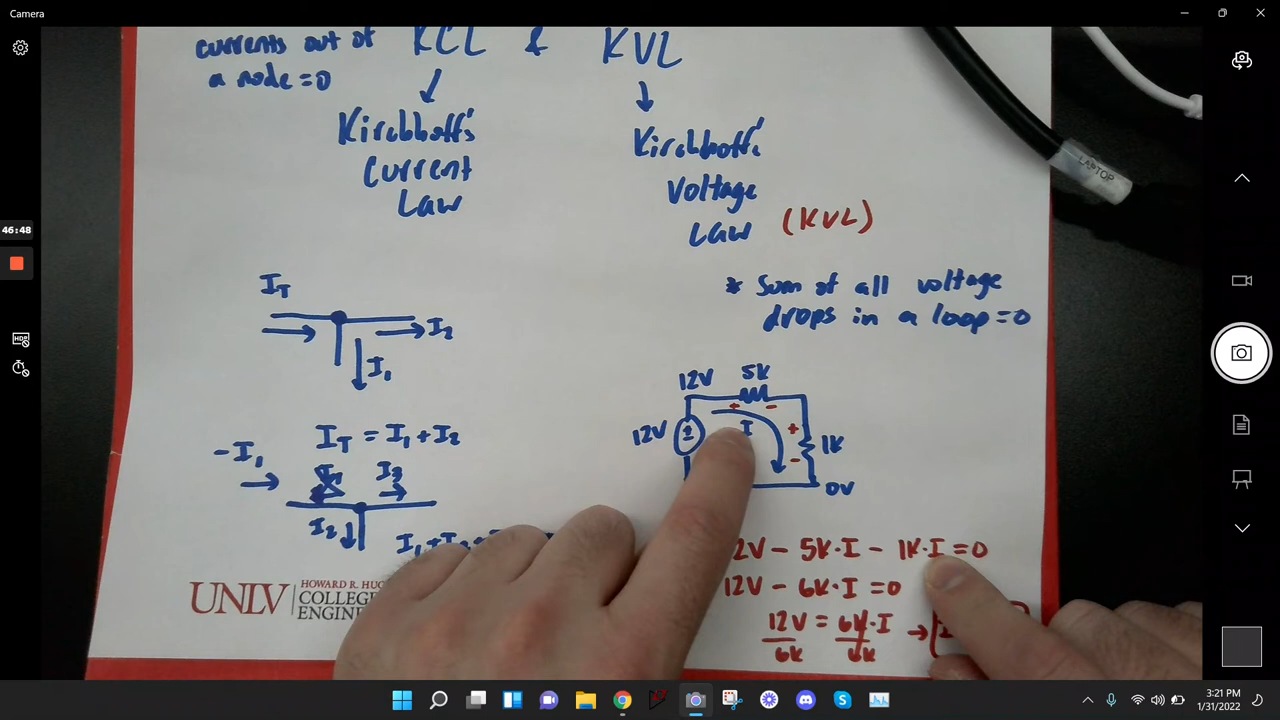 Camera
currents out of
a node = 0
KCL & KVL
Kirchhoff's
Current
Law
Kirchhoff's
Voltage
Law (KVL)
* Sum of all voltage
drops in a loop = 0
46:48
LAPTOP
IT
I2
I1
IT = I1 + I2
-I1
I3
I2
12V 5K
+ -
12V
I
+
-
1K
0V
- 5K·I - 1K·I = 0
12V - 6K·I = 0
12V = 6K·I →
6K 6K
UNLV
HOWARD R. HUG
COLLEGE
ENGINE
3:21 PM
1/31/2022